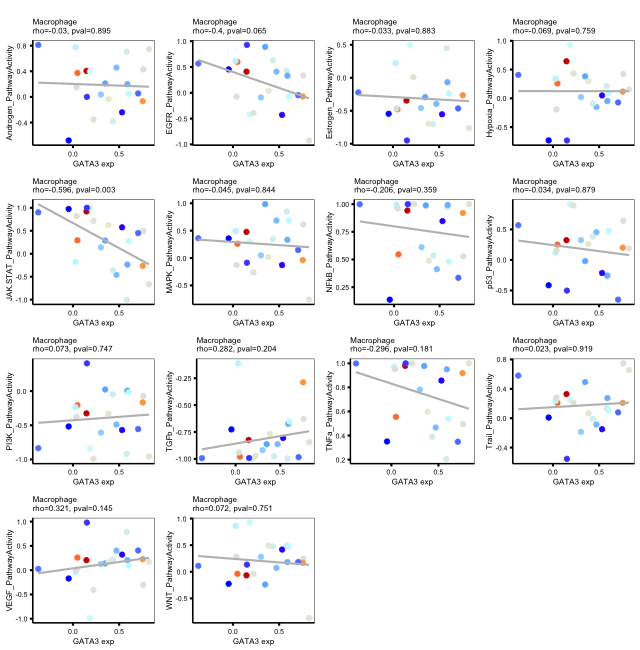 Macrophage
rho=-0.03, pval=0.895
Androgen_PathwayActivity
0.8
0.4
0.0
-0.4
0.0
0.5
GATA3 exp
Macrophage
rho=-0.4, pval=0.065
EGFR_PathwayActivity
1.0
0.5
0.0
-0.5
-1.0
0.0
0.5
GATA3 exp
Macrophage
rho=-0.033, pval=0.883
Estrogen_PathwayActivity
0.5
0.0
-0.5
-1.0
0.0
0.5
GATA3 exp
Macrophage
rho=-0.069, pval=0.759
Hypoxia_PathwayActivity
0.5
0.0
-0.5
0.0
0.5
GATA3 exp
Macrophage
rho=-0.596, pval=0.003
JAK-STAT_PathwayActivity
1.0
0.5
0.0
-0.5
-1.0
0.0
0.5
GATA3 exp
Macrophage
rho=-0.045, pval=0.844
MAPK_PathwayActivity
1.0
0.5
0.0
-0.5
0.0
0.5
GATA3 exp
Macrophage
rho=-0.206, pval=0.359
NFkB_PathwayActivity
1.00
0.75
0.50
0.25
0.0
0.5
GATA3 exp
Macrophage
rho=-0.034, pval=0.879
p53_PathwayActivity
0.5
0.0
-0.5
0.0
0.5
GATA3 exp
Macrophage
rho=0.073, pval=0.747
PI3K_PathwayActivity
0.0
-0.5
-1.0
0.0
0.5
GATA3 exp
Macrophage
rho=0.282, pval=0.204
TGFb_PathwayActivity
-0.25
-0.50
-0.75
-1.00
0.0
0.5
GATA3 exp
Macrophage
rho=-0.296, pval=0.181
TNFa_PathwayActivity
1.0
0.8
0.6
0.4
0.2
0.0
0.5
GATA3 exp
Macrophage
rho=0.023, pval=0.919
Trail_PathwayActivity
0.8
0.4
0.0
-0.4
0.0
0.5
GATA3 exp
Macrophage
rho=0.321, pval=0.145
VEGF_PathwayActivity
1.0
0.5
0.0
-0.5
-1.0
0.0
0.5
GATA3 exp
Macrophage
rho=0.072, pval=0.751
WNT_PathwayActivity
1.0
0.5
0.0
-0.5
0.0
0.5
GATA3 exp